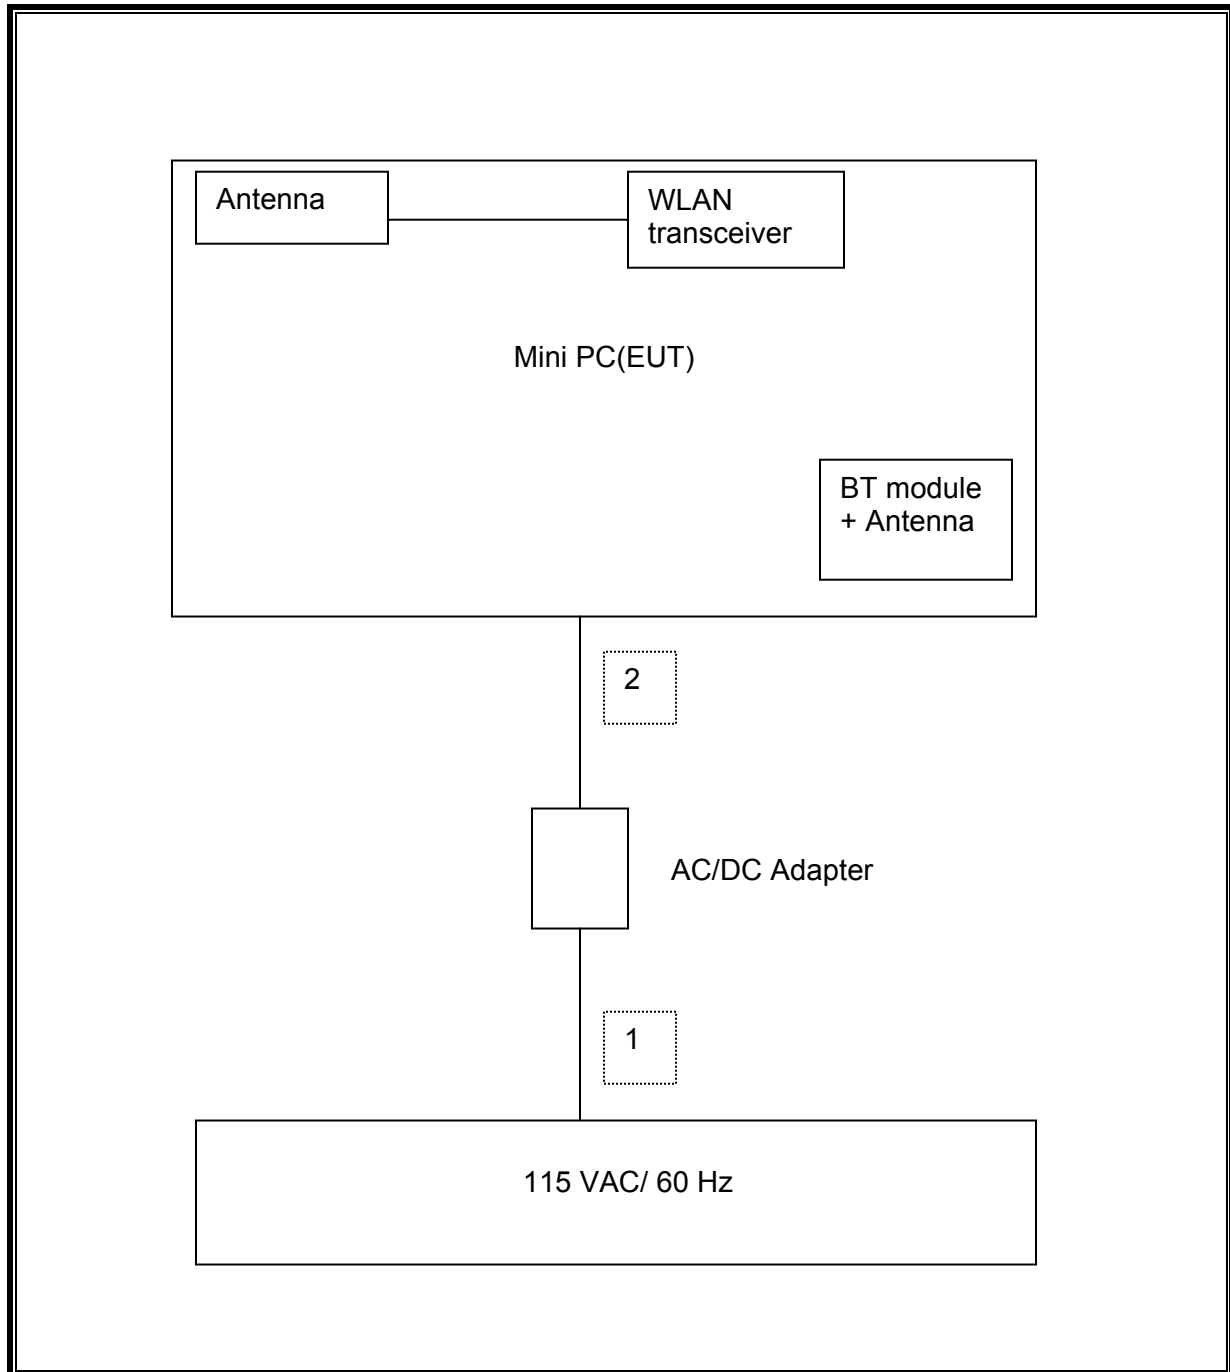 Antenna
WLAN
transceiver
Mini PC(EUT)
BT module
+ Antenna
2
AC/DC Adapter
1
115 VAC/ 60 Hz